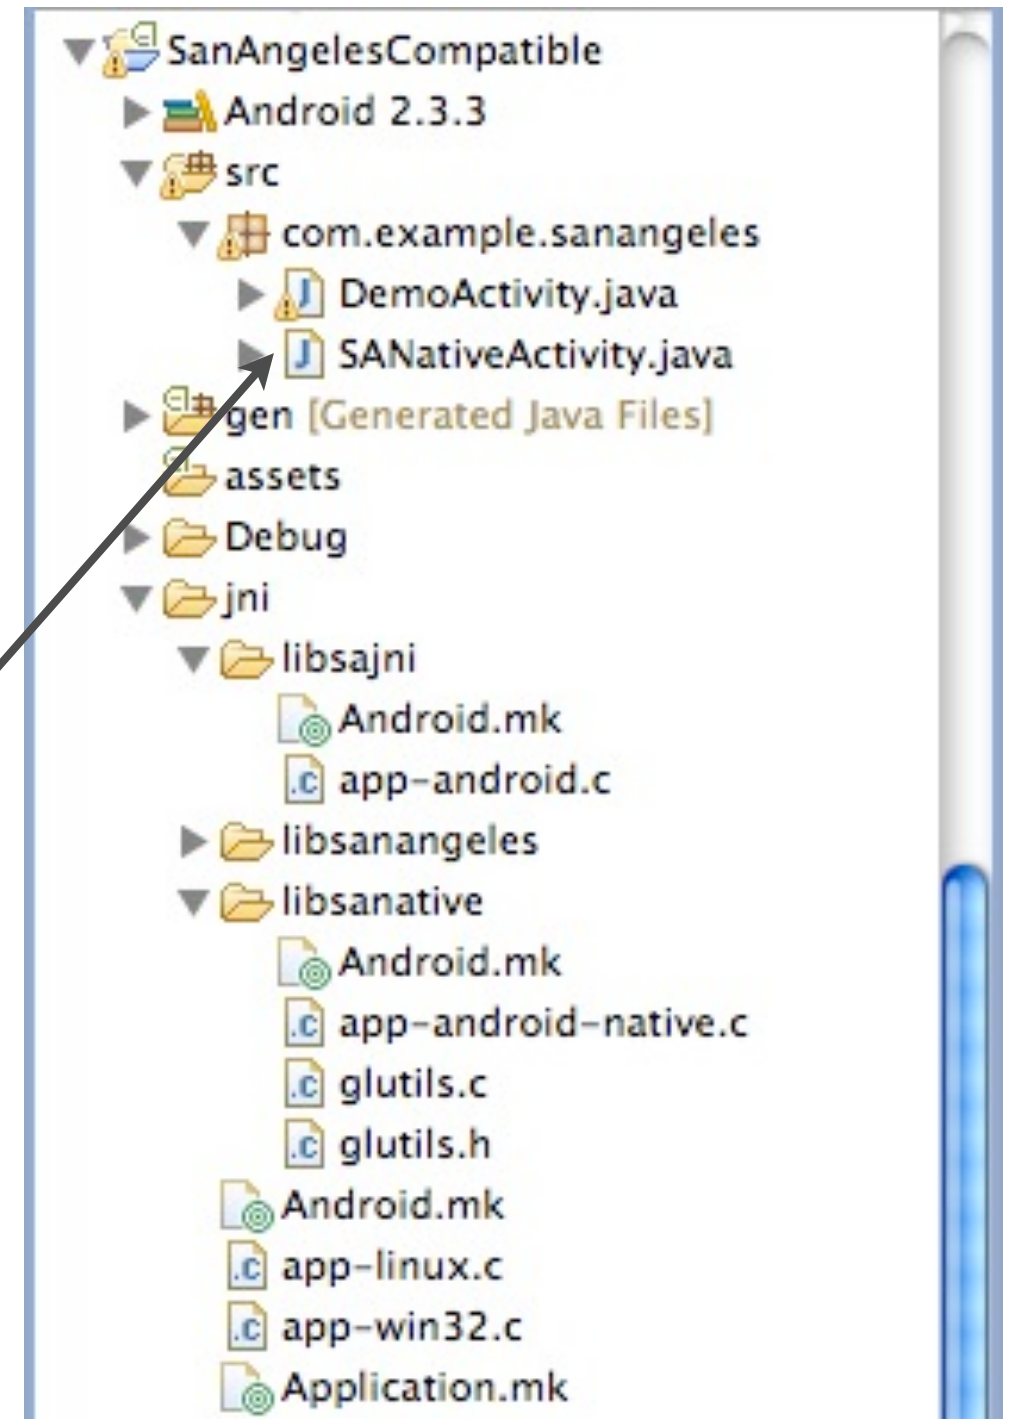 SanAngelesCompatible
Android 2.3.3
src
com.example.sanangeles
DemoActivity.java
SANativeActivity.java
gen [Generated Java Files]
assets
Debug
jni
libsajni
Android.mk
app-android.c
libsanangeles
libsanative
Android.mk
app-android-native.c
glutils.c
glutils.h
Android.mk
app-linux.c
app-win32.c
Application.mk